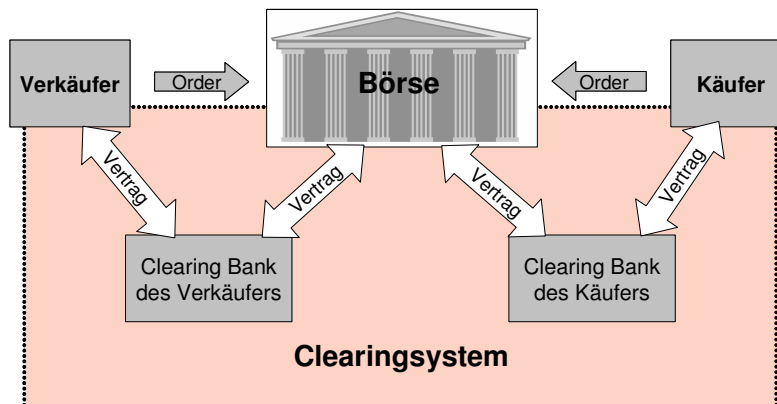 Verkäufer
Order
Börse
Order
Käufer
Vertrag
Vertrag
Vertrag
Vertrag
Clearing Bank
des Verkäufers
Clearing Bank
des Käufers
Clearingsystem